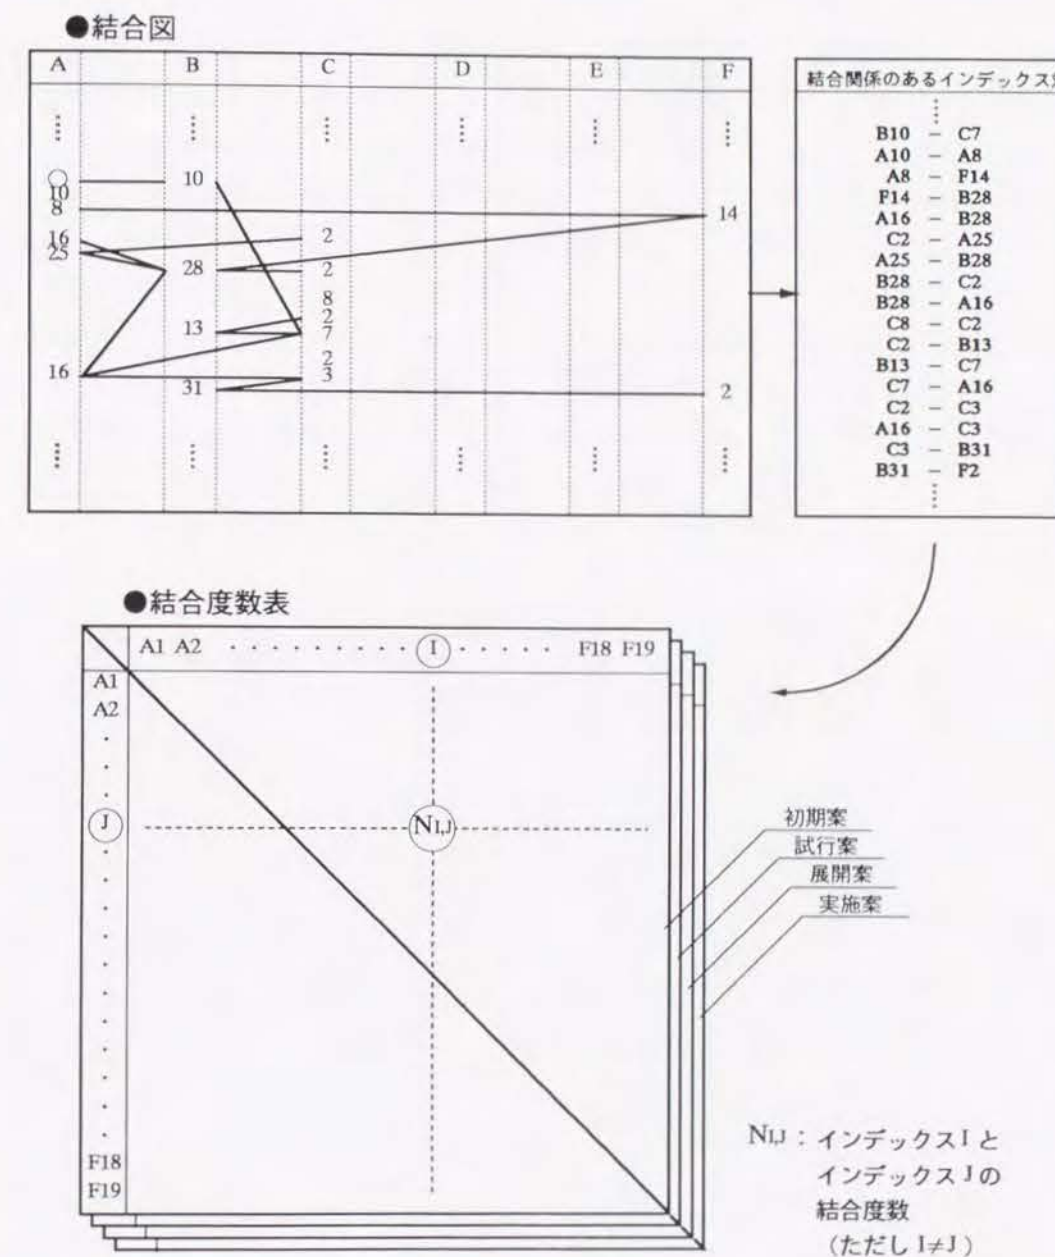 ●結合図
A B C D E F
10 10
8 14
16 2
25
28 2
8
13 2
7
2
16 3
31 2
結合関係のあるインデックス
B10 － C7
A10 － A8
A8 － F14
F14 － B28
A16 － B28
C2 － A25
A25 － B28
B28 － C2
B28 － A16
C8 － C2
C2 － B13
B13 － C7
C7 － A16
C2 － C3
A16 － C3
C3 － B31
B31 － F2
●結合度数表
A1 A2 ・・・・・・・・・ I ・・・・・ F18 F19
A1
A2
J
NI,J
F18
F19
初期案
試行案
展開案
実施案
NI,J：インデックスIと
インデックスJの
結合度数
（ただし I≠J）